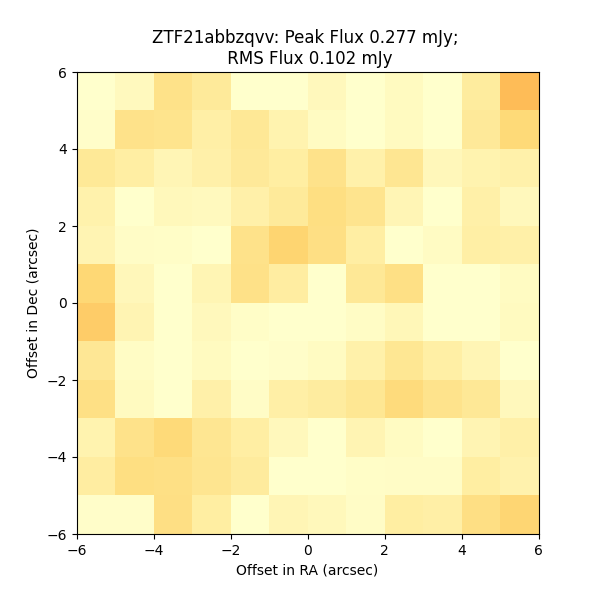 ZTF21abbzqvv: Peak Flux 0.277 mJy;
RMS Flux 0.102 mJy
6
4
2
0
−2
−4
−6
Offset in Dec (arcsec)
−6 −4 −2 0 2 4 6
Offset in RA (arcsec)